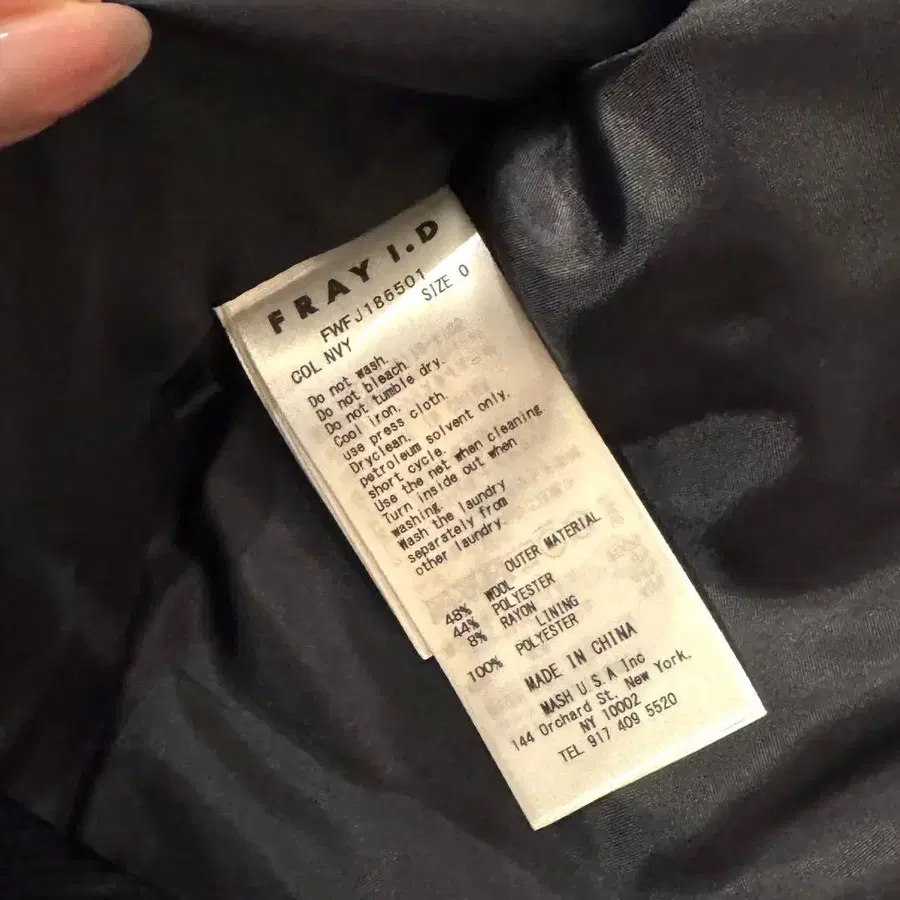 FRAY I.D
FWFJ186501
COL NVY SIZE 0
Do not wash.
Do not bleach.
Do not tumble dry.
Cool iron.
use press cloth.
Dryclean.
petroleum solvent only.
short cycle.
Use the net when cleaning
Turn inside out when
washing.
Wash the laundry
separately from
other laundry.
OUTER MATERIAL
48% WOOL
44% POLYESTER
8% RAYON
LINING
100% POLYESTER
MADE IN CHINA
MASH U.S.A Inc
144 Orchard St. New York.
NY 10002
TEL 917 409 5520